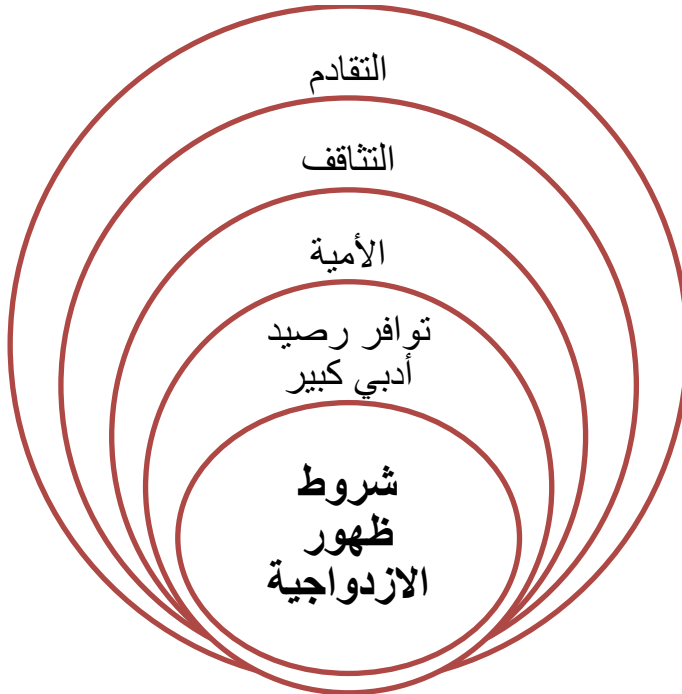 التقادم
التثاقف
الأمية
توافر رصيد
أدبي كبير
شروط
ظهور
الازدواجية